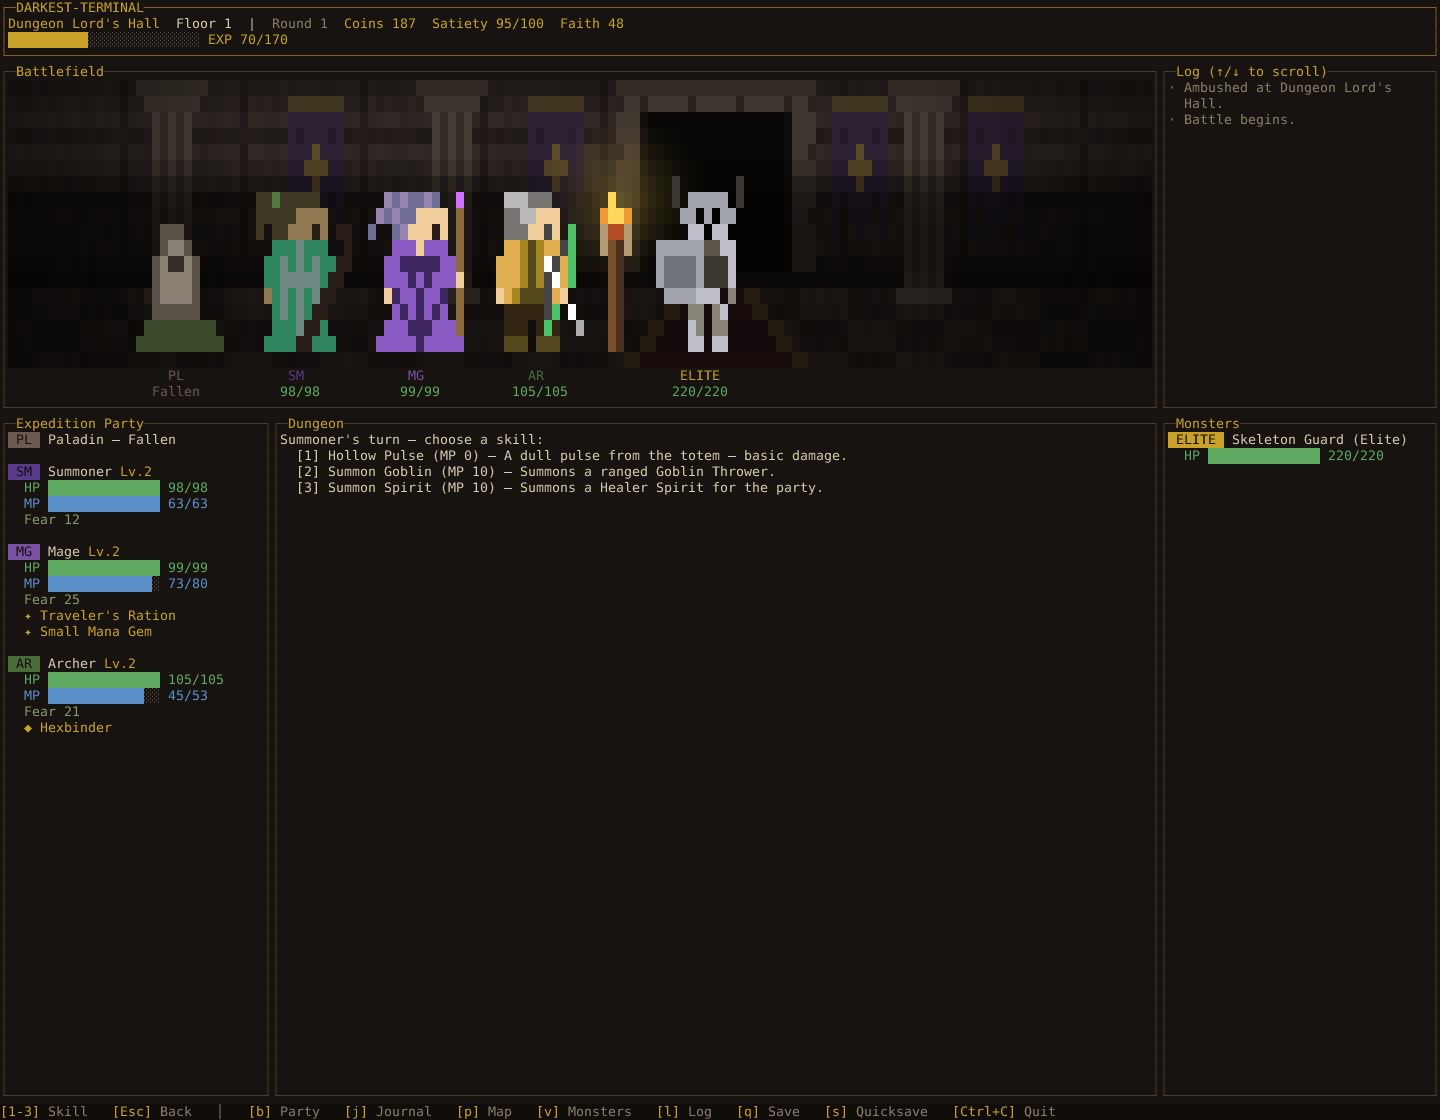 DARKEST-TERMINAL
Dungeon Lord's Hall  Floor 1  |  Round 1  Coins 187  Satiety 95/100  Faith 48
EXP 70/170
Battlefield
PL SM MG AR ELITE
Fallen 98/98 99/99 105/105 220/220
Log (↑/↓ to scroll)
· Ambushed at Dungeon Lord's
Hall.
· Battle begins.
Expedition Party
PL Paladin — Fallen
SM Summoner Lv.2
HP 98/98
MP 63/63
Fear 12
MG Mage Lv.2
HP 99/99
MP 73/80
Fear 25
✦ Traveler's Ration
✦ Small Mana Gem
AR Archer Lv.2
HP 105/105
MP 45/53
Fear 21
◆ Hexbinder
Dungeon
Summoner's turn — choose a skill:
[1] Hollow Pulse (MP 0) — A dull pulse from the totem — basic damage.
[2] Summon Goblin (MP 10) — Summons a ranged Goblin Thrower.
[3] Summon Spirit (MP 10) — Summons a Healer Spirit for the party.
Monsters
ELITE Skeleton Guard (Elite)
HP 220/220
[1-3] Skill  [Esc] Back  |  [b] Party  [j] Journal  [p] Map  [v] Monsters  [l] Log  [q] Save  [s] Quicksave  [Ctrl+C] Quit